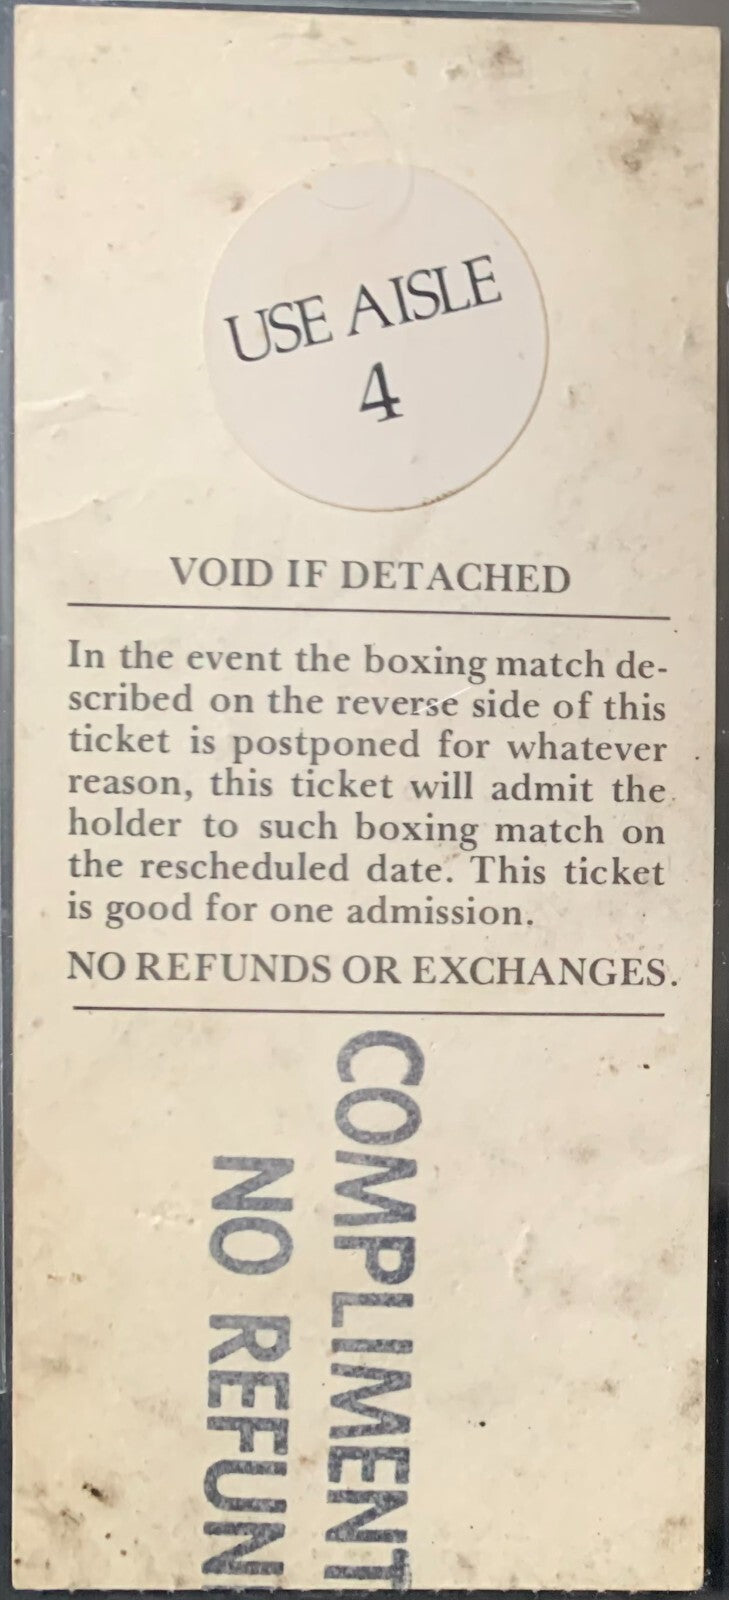 USE AISLE
4
VOID IF DETACHED
In the event the boxing match de-
scribed on the reverse side of this
ticket is postponed for whatever
reason, this ticket will admit the
holder to such boxing match on
the rescheduled date. This ticket
is good for one admission.
NO REFUNDS OR EXCHANGES.
COMPLIMENT
NO REFUN